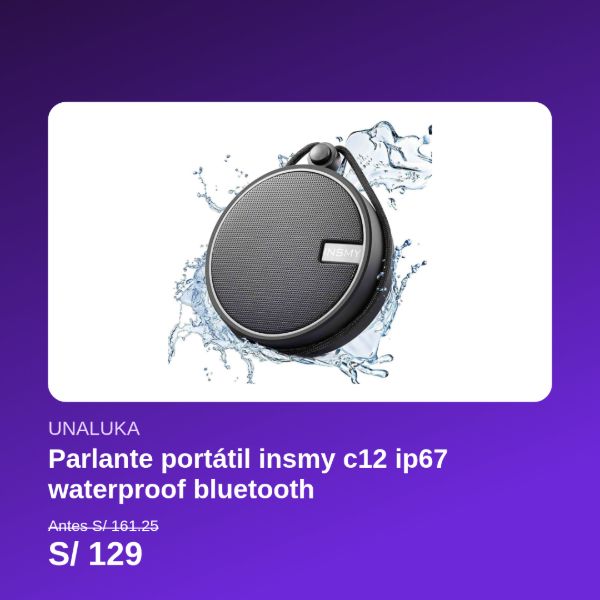 INSMY
UNALUKA
Parlante portátil insmy c12 ip67
waterproof bluetooth
Antes S/ 161.25
S/ 129